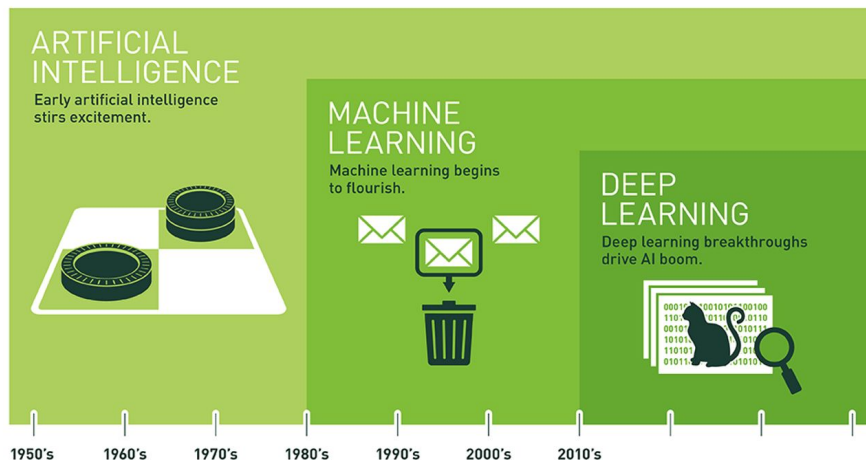 ARTIFICIAL
INTELLIGENCE
Early artificial intelligence
stirs excitement.
MACHINE
LEARNING
Machine learning begins
to flourish.
DEEP
LEARNING
Deep learning breakthroughs
drive AI boom.
1950's 1960's 1970's 1980's 1990's 2000's 2010's